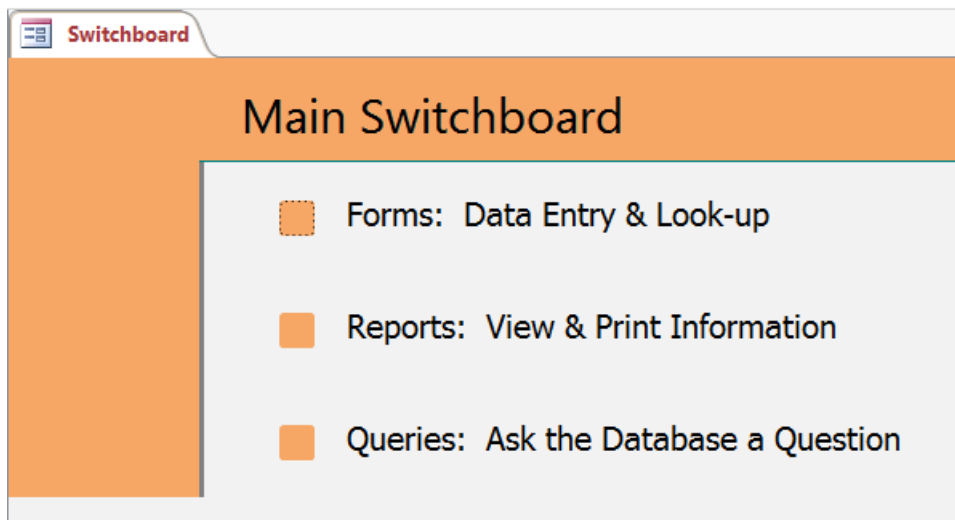 Switchboard
Main Switchboard
Forms:  Data Entry & Look-up
Reports:  View & Print Information
Queries:  Ask the Database a Question